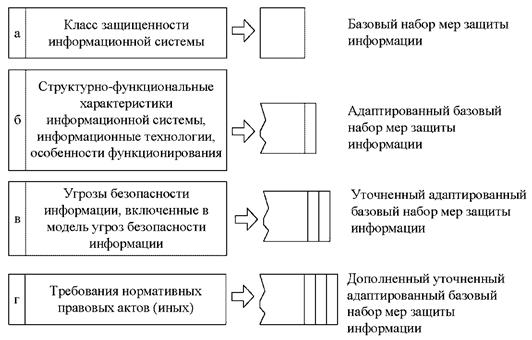 а
Класс защищенности
информационной системы
Базовый набор мер защиты
информации
б
Структурно-функциональные
характеристики
информационной системы,
информационные технологии,
особенности функционирования
Адаптированный базовый
набор мер защиты
информации
в
Угрозы безопасности
информации, включенные в
модель угроз безопасности
информации
Уточненный адаптированный
базовый набор мер защиты
информации
г
Требования нормативных
правовых актов (иных)
Дополненный уточненный
адаптированный базовый
набор мер защиты
информации